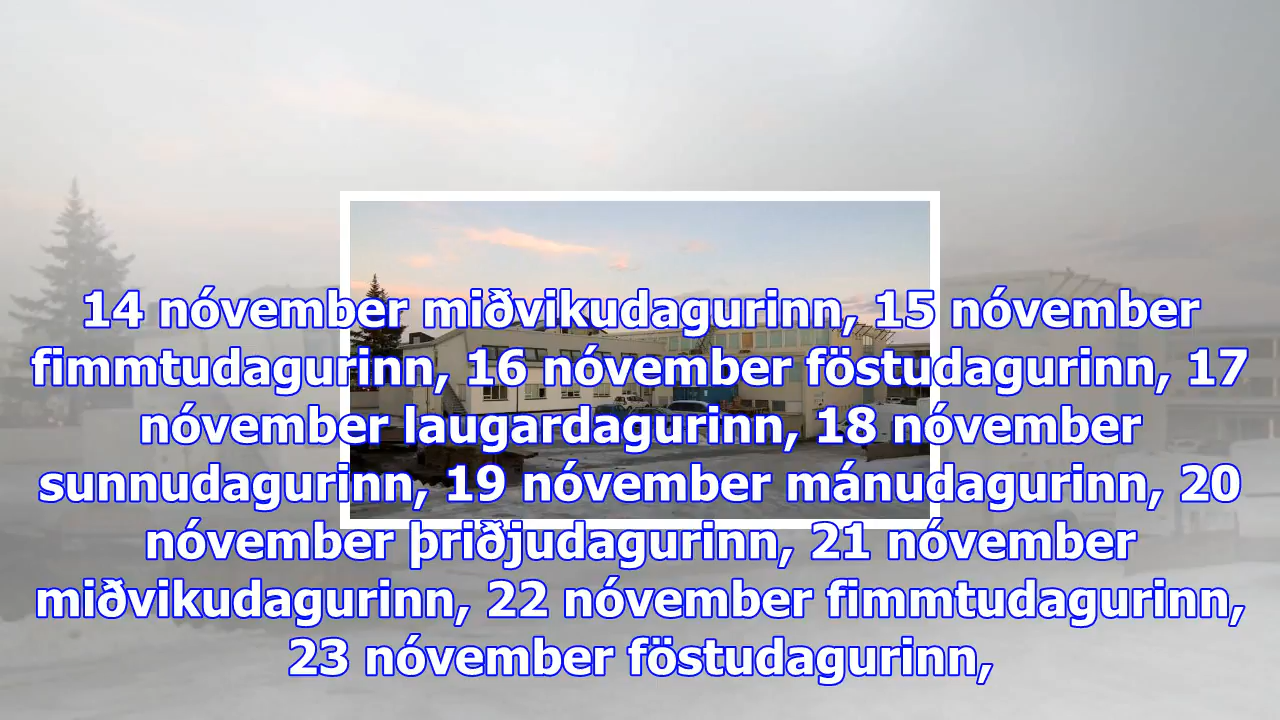 14 nóvember miðvikudagurinn, 15 nóvember
fimmtudagurinn, 16 nóvember föstudagurinn, 17
nóvember laugardagurinn, 18 nóvember
sunnudagurinn, 19 nóvember mánudagurinn, 20
nóvember þriðjudagurinn, 21 nóvember
miðvikudagurinn, 22 nóvember fimmtudagurinn,
23 nóvember föstudagurinn,